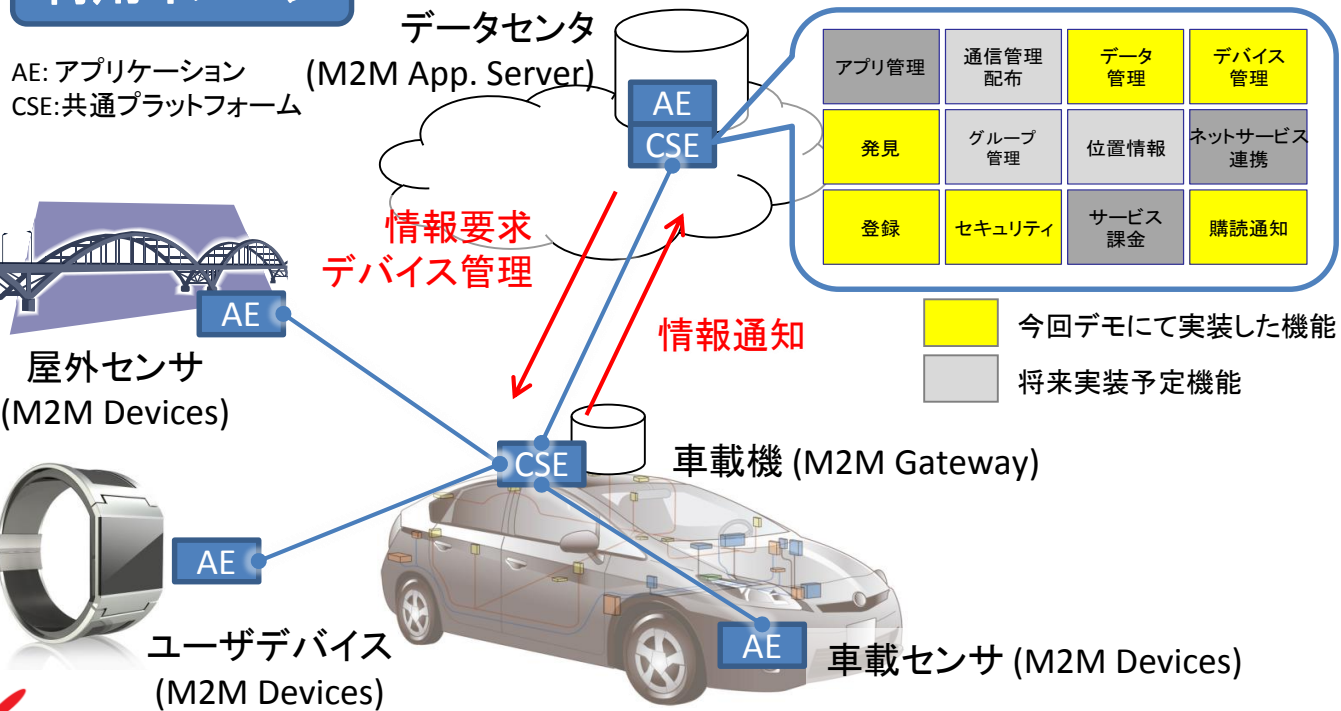 AE: アプリケーション
CSE:共通プラットフォーム
データセンタ
(M2M App. Server)
AE
CSE
アプリ管理
通信管理
配布
データ
管理
デバイス
管理
発見
グループ
管理
位置情報
ネットサービス
連携
登録
セキュリティ
サービス
課金
購読通知
今回デモにて実装した機能
将来実装予定機能
情報要求
デバイス管理
情報通知
AE
屋外センサ
(M2M Devices)
CSE
車載機 (M2M Gateway)
AE
ユーザデバイス
(M2M Devices)
AE
車載センサ (M2M Devices)